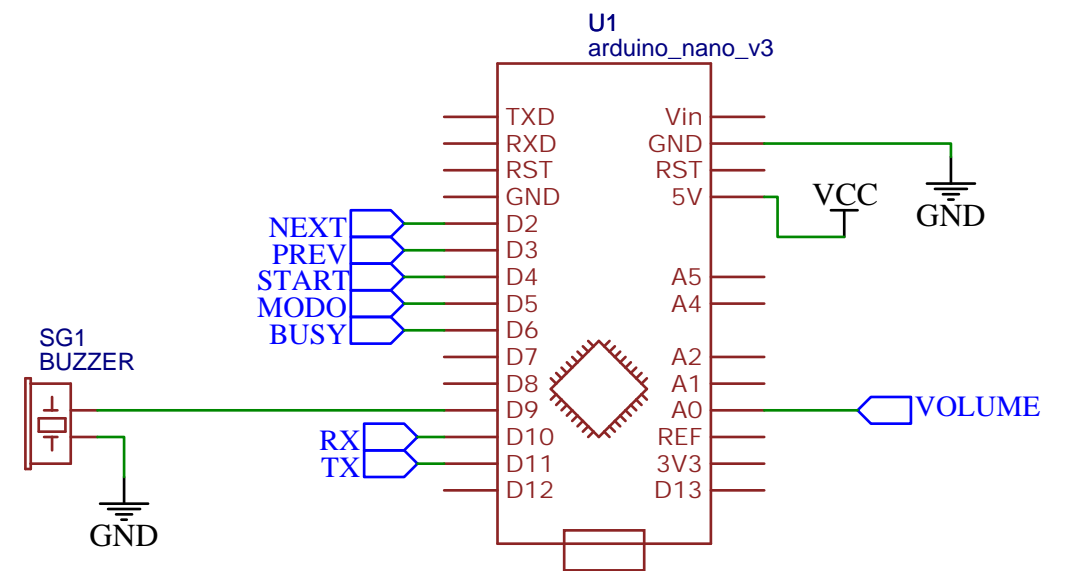 U1
arduino_nano_v3
TXD
RXD
RST
GND
D2
D3
D4
D5
D6
D7
D8
D9
D10
D11
D12
Vin
GND
RST
5V
A5
A4
A2
A1
A0
REF
3V3
D13
NEXT
PREV
START
MODO
BUSY
SG1
BUZZER
RX
TX
GND
VCC
GND
VOLUME